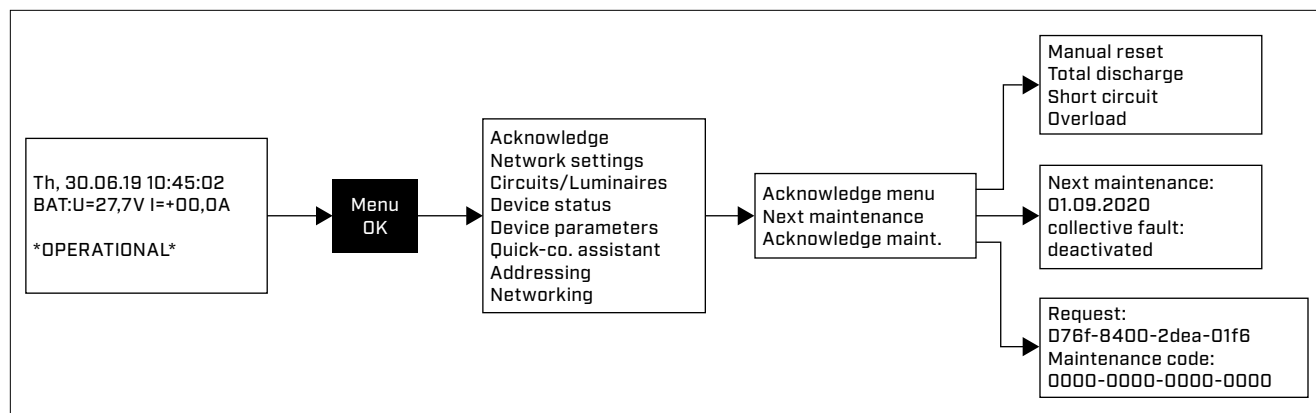 Th, 30.06.19 10:45:02
BAT:U=27,7V I=+00,0A
*OPERATIONAL*
Menu
OK
Acknowledge
Network settings
Circuits/Luminaires
Device status
Device parameters
Quick-co. assistant
Addressing
Networking
Acknowledge menu
Next maintenance
Acknowledge maint.
Manual reset
Total discharge
Short circuit
Overload
Next maintenance:
01.09.2020
collective fault:
deactivated
Request:
D76f-8400-2dea-01f6
Maintenance code:
0000-0000-0000-0000